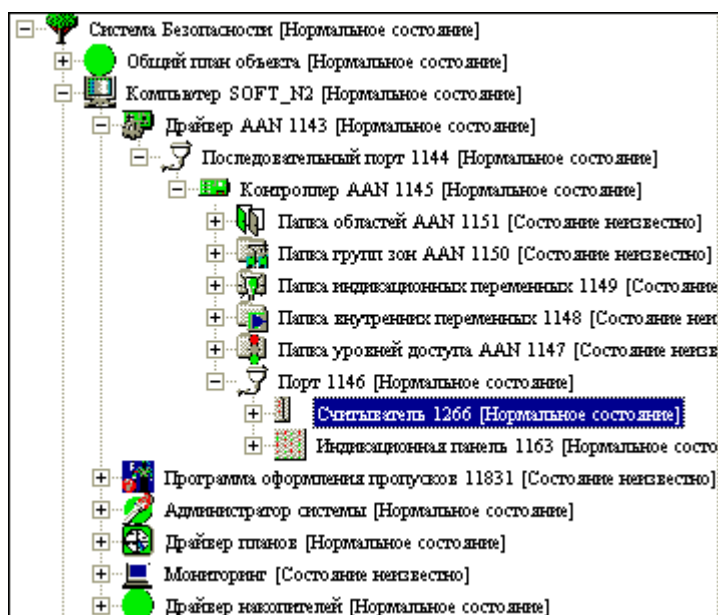 Система Безопасности [Нормальное состояние]
Общий план объекта [Нормальное состояние]
Компьютер SOFT_N2 [Нормальное состояние]
Драйвер AAN 1143 [Нормальное состояние]
Последовательный порт 1144 [Нормальное состояние]
Контроллер AAN 1145 [Нормальное состояние]
Папка областей AAN 1151 [Состояние неизвестно]
Папка групп зон AAN 1150 [Состояние неизвестно]
Папка индикационных переменных 1149 [Состояние
Папка внутренних переменных 1148 [Состояние неи
Папка уровней доступа AAN 1147 [Состояние неизв
Порт 1146 [Нормальное состояние]
Считыватель 1266 [Нормальное состояние]
Индикационная панель 1163 [Нормальное состо
Программа оформления пропусков 11831 [Состояние неизвестно]
Администратор системы [Нормальное состояние]
Драйвер планов [Нормальное состояние]
Мониторинг [Состояние неизвестно]
Драйвер накопителей [Нормальное состояние]